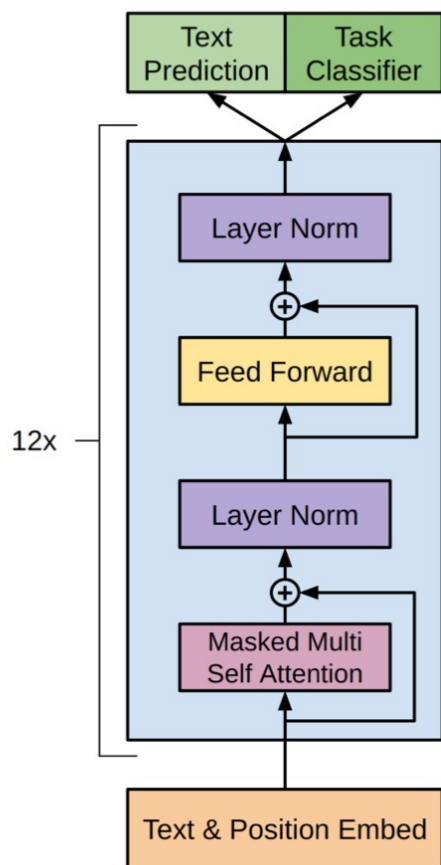 Text
Prediction
Task
Classifier
Layer Norm
+
Feed Forward
12x
Layer Norm
+
Masked Multi
Self Attention
Text & Position Embed